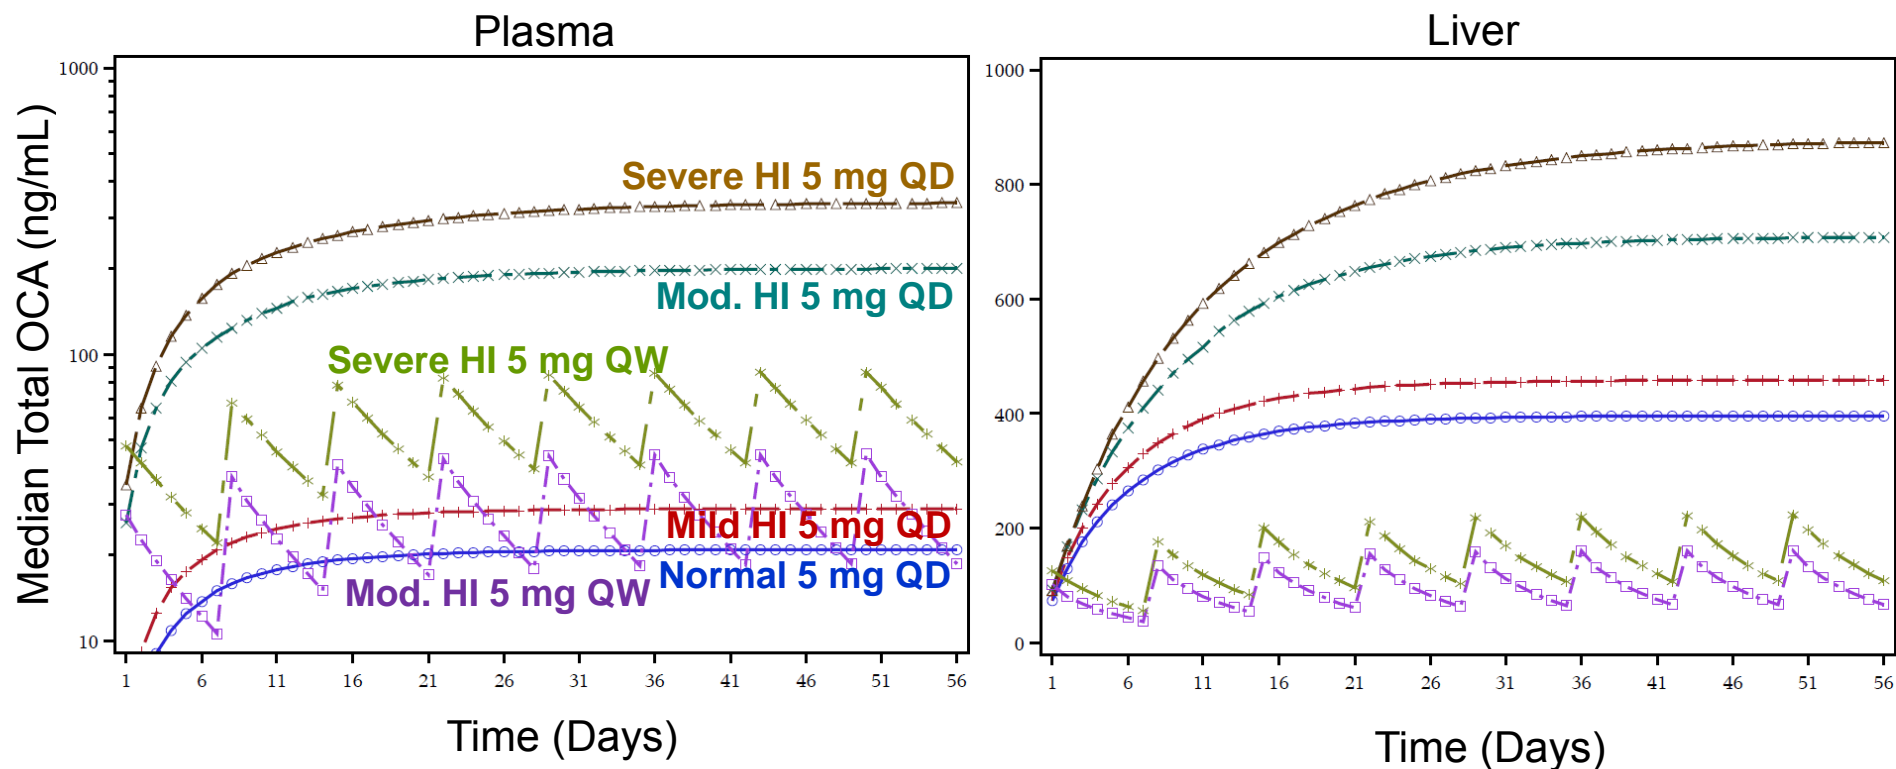 Plasma
Liver
Median Total OCA (ng/mL)
1000
100
10
Severe HI 5 mg QD
Mod. HI 5 mg QD
Severe HI 5 mg QW
Mild HI 5 mg QD
Normal 5 mg QD
Mod. HI 5 mg QW
1 6 11 16 21 26 31 36 41 46 51 56
Time (Days)
1000
800
600
400
200
0
1 6 11 16 21 26 31 36 41 46 51 56
Time (Days)